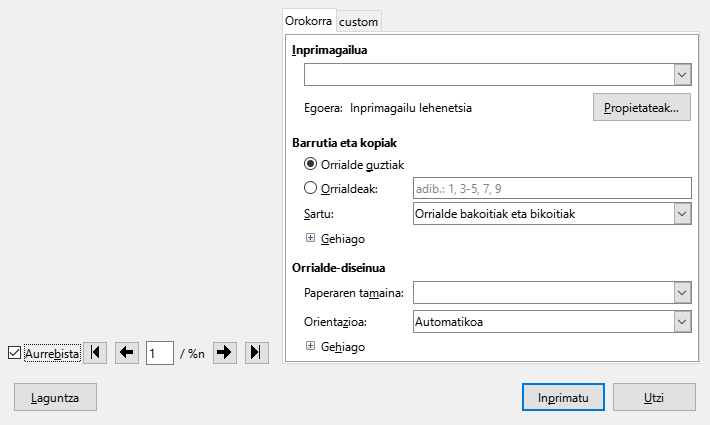 Orokorra custom
Inprimagailua
Egoera: Inprimagailu lehenetsia
Propietateak...
Barrutia eta kopiak
Orrialde guztiak
Orrialdeak: adib.: 1, 3-5, 7, 9
Sartu: Orrialde bakoitiak eta bikoitiak
Gehiago
Orrialde-diseinua
Paperaren tamaina:
Orientazioa: Automatikoa
Gehiago
Aurrebista 1 / %n
Laguntza Inprimatu Utzi